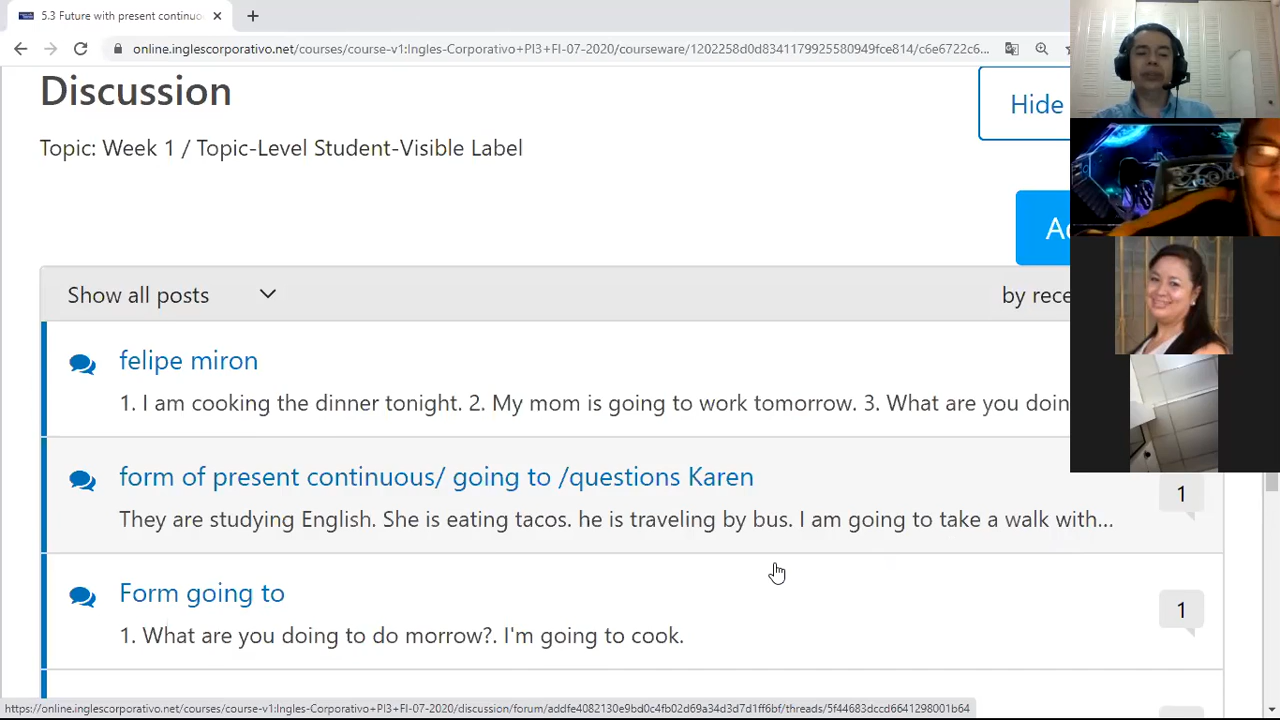 5.3 Future with present continuo
online.inglescorporativo.net/courses/course-v1:Ingles-Corporativo+PI3+FI-07-2020/courseware/1202258d0d8341179925580949fce814/c6e6722c6...
Discussion
Hide
Topic: Week 1 / Topic-Level Student-Visible Label
Show all posts
by rece
felipe miron
1. I am cooking the dinner tonight. 2. My mom is going to work tomorrow. 3. What are you doin
form of present continuous/ going to /questions Karen
1
They are studying English. She is eating tacos. he is traveling by bus. I am going to take a walk with...
Form going to
1
1. What are you doing to do morrow?. I'm going to cook.
https://online.inglescorporativo.net/courses/course-v1:Ingles-Corporativo+PI3+FI-07-2020/discussion/forum/addfe4082130e9bd0c4fb02d69a34d3d7d1ff6bf/threads/5f44683dccd6641298001b64